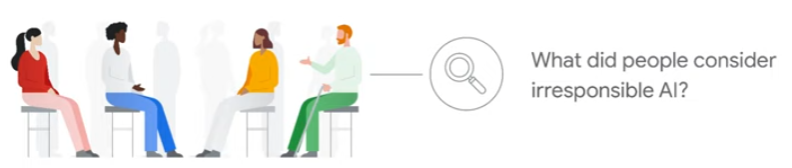 What did people consider
irresponsible AI?